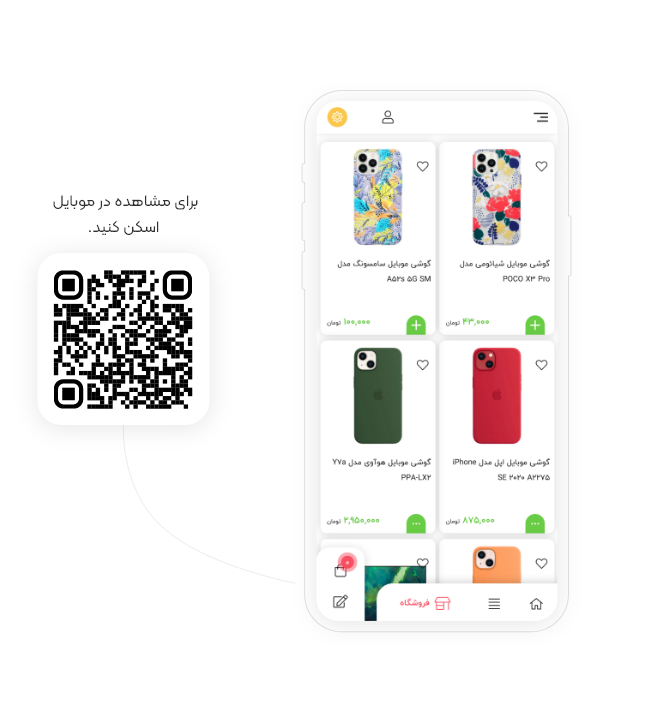 برای مشاهده در موبایل
اسکن کنید.
گوشی موبایل شیائومی مدل
POCO X۳ Pro
۴۳,۰۰۰ تومان
گوشی موبایل سامسونگ مدل
A۵۲s ۵G SM
۱۰۰,۰۰۰ تومان
گوشی موبایل اپل مدل iPhone
SE ۲۰۲۰ A۲۲۷۵
۸۷۵,۰۰۰ تومان
گوشی موبایل هوآوی مدل Y۷a
PPA-LX۲
۲,۹۵۰,۰۰۰ تومان
فروشگاه